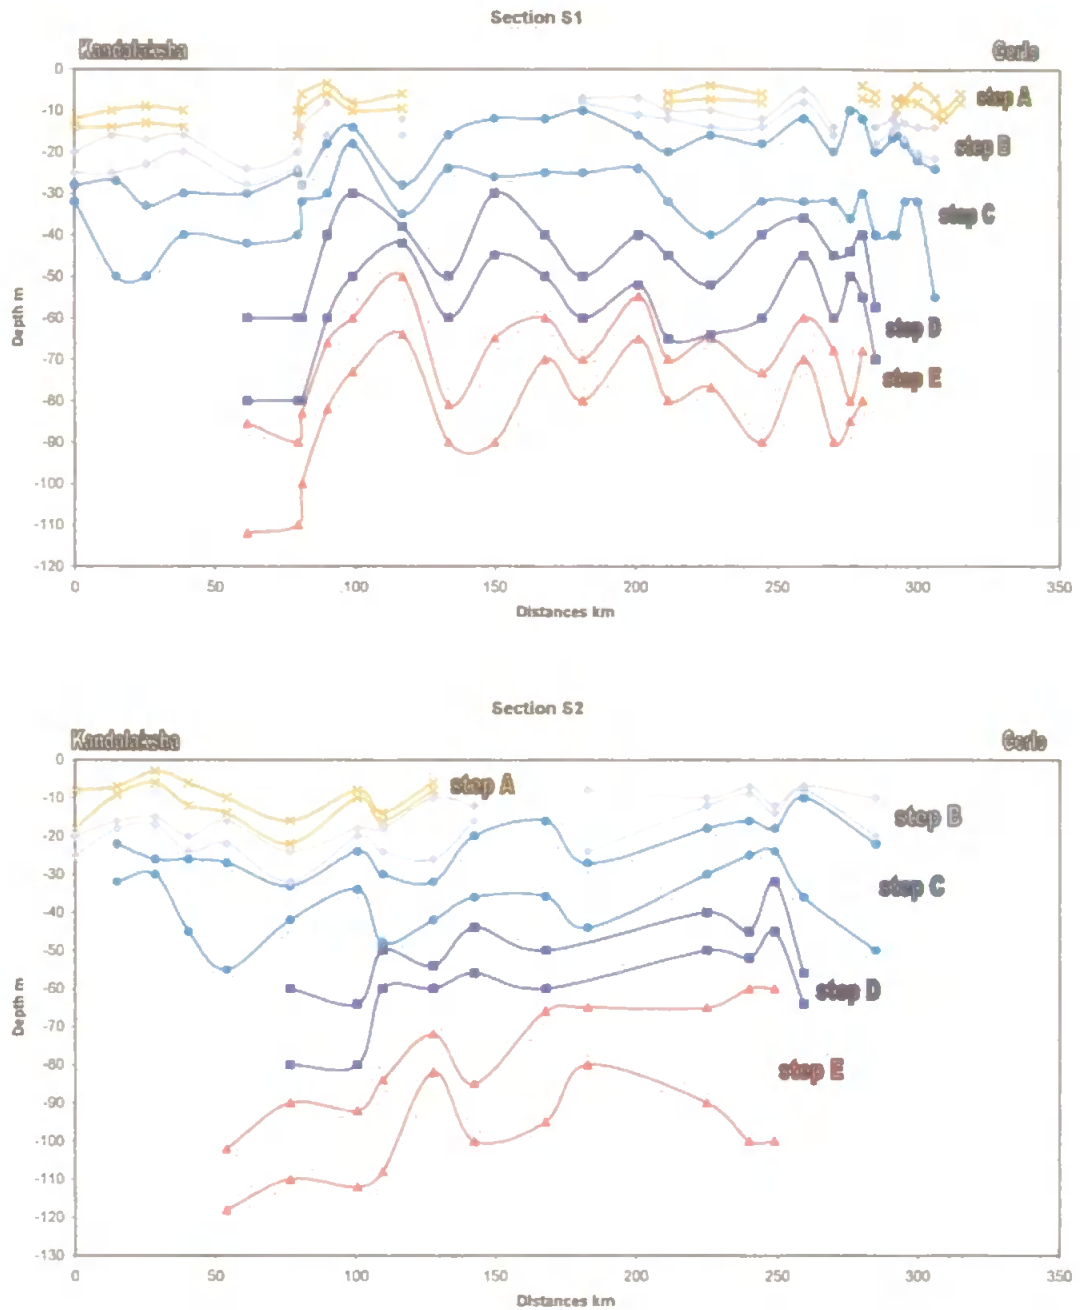 Section S1
Kandalaksha
Gorlo
0
-10
-20
-30
-40
-50
-60
-70
-80
-90
-100
-110
-120
Depth m
step A
step B
step C
step D
step E
0 50 100 150 200 250 300 350
Distances km
Section S2
Kandalaksha
Gorlo
0
-10
-20
-30
-40
-50
-60
-70
-80
-90
-100
-110
-120
-130
Depth m
step A
step B
step C
step D
step E
0 50 100 150 200 250 300 350
Distances km